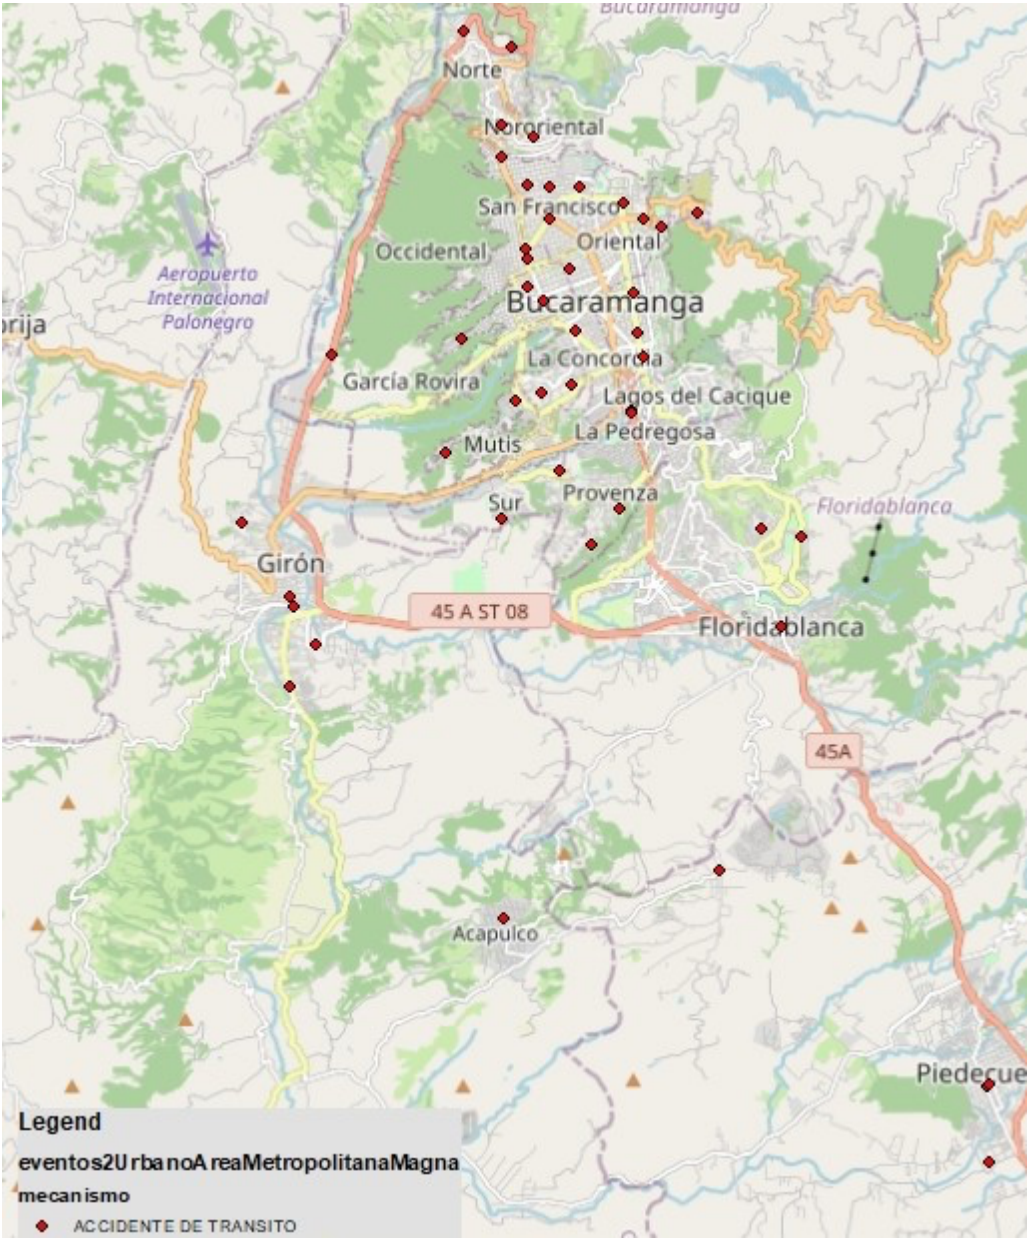 Bucaramanga
Norte
Nororiental
San Francisco
Oriental
Occidental
Aeropuerto
Internacional
Palonegro
Bucaramanga
orija
La Concordia
García Rovira
Lagos del Cacique
La Pedregosa
Mutis
Provenza
Sur
Floridablanca
Girón
45 A ST 08
Floridablanca
45A
Acapulco
Piedecue
Legend
eventos2UrbanoAreaMetropolitanaMagna
mecanismo
ACCIDENTE DE TRANSITO